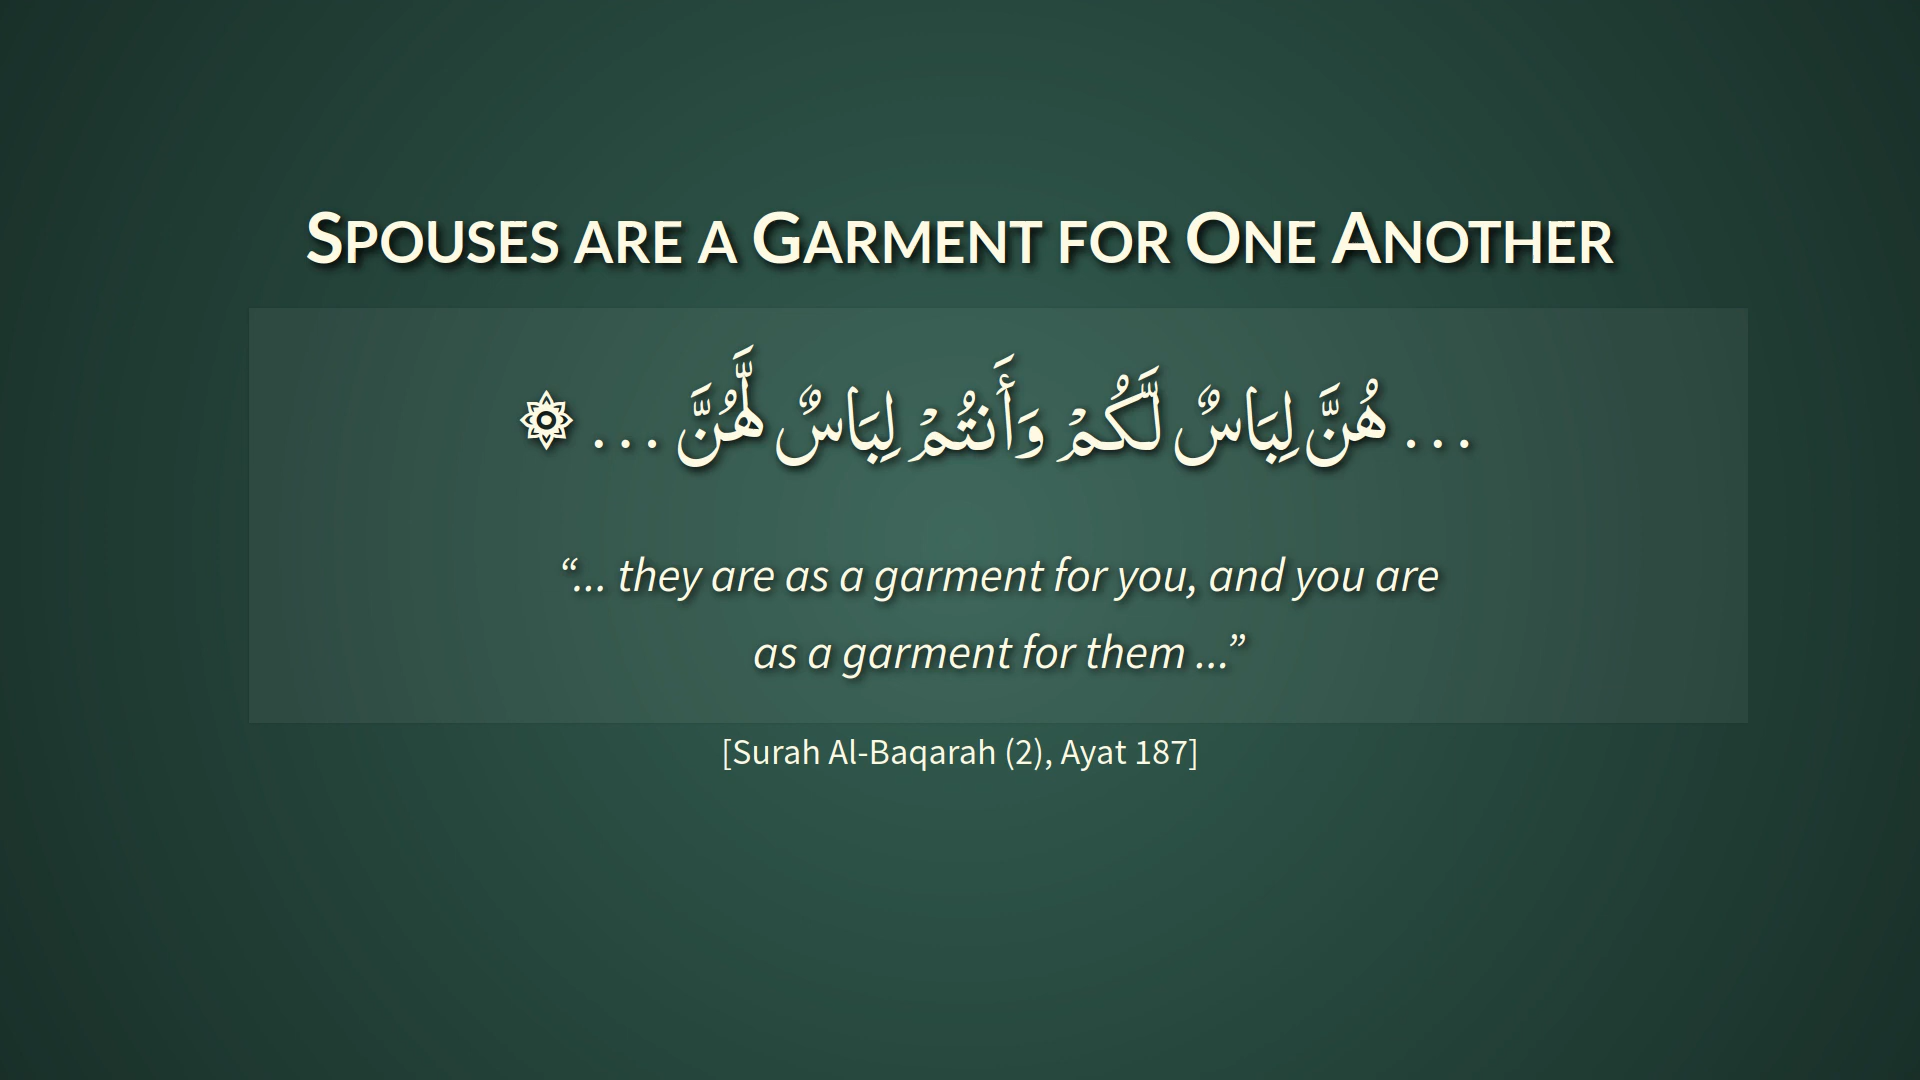 Spouses are a Garment for One Another
... هُنَّ لِبَاسٌ لَّكُمْ وَأَنتُمْ لِبَاسٌ لَّهُنَّ ... ۞
“... they are as a garment for you, and you are
as a garment for them ...”
[Surah Al-Baqarah (2), Ayat 187]